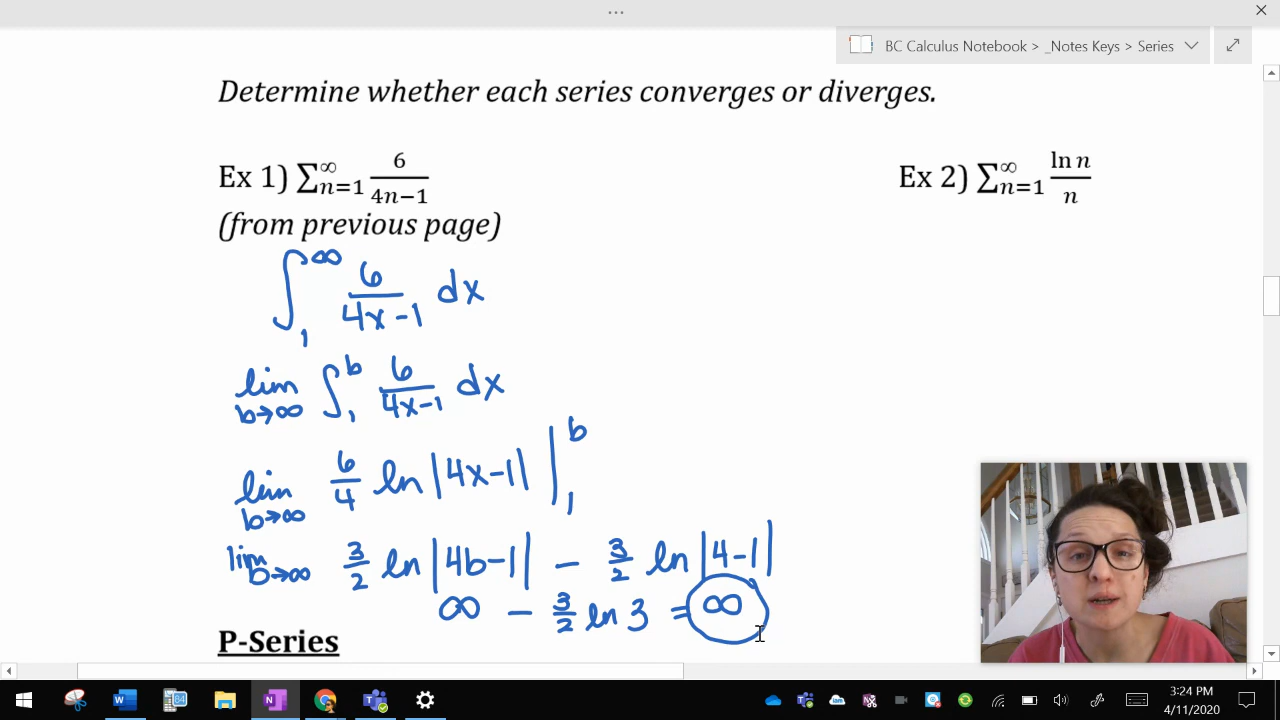 BC Calculus Notebook > _Notes Keys > Series
Determine whether each series converges or diverges.
Ex 1) ∑_{n=1}^{∞} 6/(4n−1)
(from previous page)
Ex 2) ∑_{n=1}^{∞} ln n/n
∫_1^∞ 6/(4x-1) dx
lim b→∞ ∫_1^b 6/(4x-1) dx
lim b→∞ 6/4 ln|4x-1| |_1^b
lim b→∞ 3/2 ln|4b-1| - 3/2 ln|4-1|
∞ - 3/2 ln 3 = ∞
P-Series
3:24 PM
4/11/2020